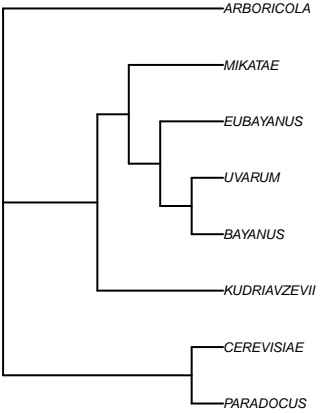 ARBORICOLA
MIKATAE
EUBAYANUS
UVARUM
BAYANUS
KUDRIAVZEVII
CEREVISIAE
PARADOCUS